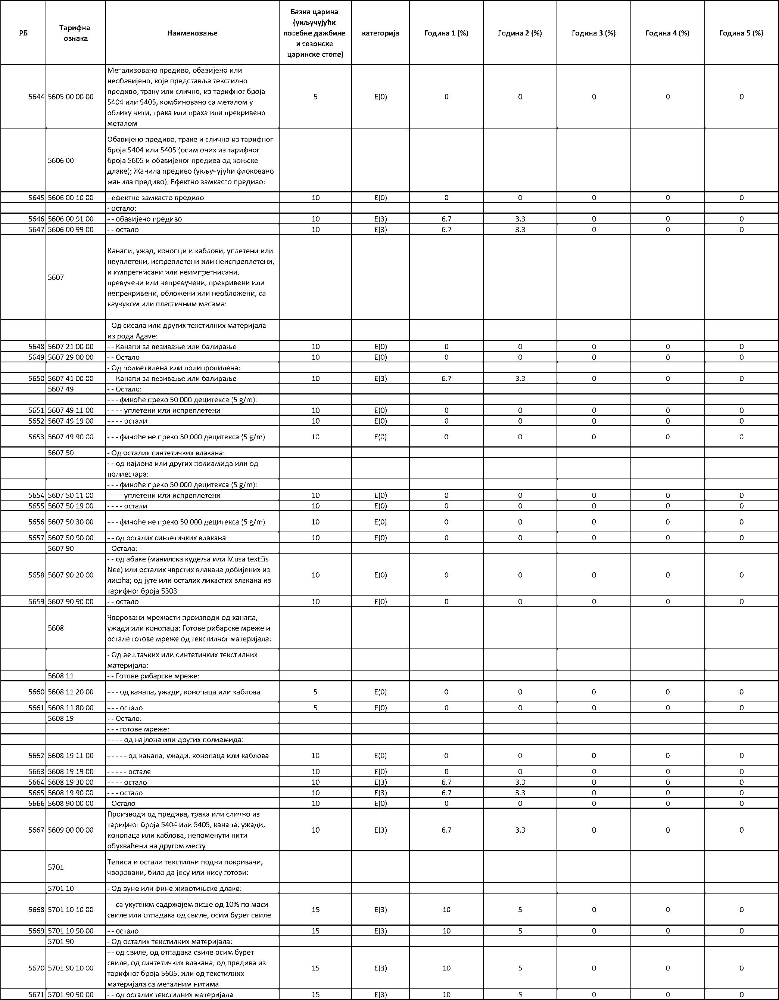 РБ Тарифна ознака Наименовање Базна царина (укључујући посебне дажбине и сезонске царинске стопе) категорија Година 1 (%) Година 2 (%) Година 3 (%) Година 4 (%) Година 5 (%)
Метализовано предиво, обавијено или
необавијено, које представља текстилно
предиво, траку или слично, из тарифног броја
5644 5605 00 00 00 5404 или 5405, комбиновано са металом у 5 E(0) 0 0 0 0 0
облику нити, трака или праха или прекривено
металом
Обавијено предиво, траке и слично из тарифног
броја 5404 или 5405 (осим оних из тарифног
5606 00 броја 5605 и обавијеног предива од коњске
длаке); Жанила предиво (укључујући флоковано
жанила предиво); Ефектно замкасто предиво:
5645 5606 00 10 00 - ефектно замкасто предиво 10 E(0) 0 0 0 0 0
- остало:
5646 5606 00 91 00 - - обавијено предиво 10 E(3) 6.7 3.3 0 0 0
5647 5606 00 99 00 - - остало 10 E(3) 6.7 3.3 0 0 0
Канапи, ужад, конопци и каблови, уплетени или
неуплетени, испреплетени или неиспреплетени,
5607 и импрегнисани или неимпрегнисани,
превучени или непревучени, прекривени или
непрекривени, обложени или необложени, са
каучуком или пластичним масама:
- Од сисала или других текстилних материјала
из рода Agave:
5648 5607 21 00 00 - - Канапи за везивање или балирање 10 E(0) 0 0 0 0 0
5649 5607 29 00 00 - - Остало 10 E(0) 0 0 0 0 0
- Од полиетилена или полипропилена:
5650 5607 41 00 00 - - Канапи за везивање или балирање 10 E(3) 6.7 3.3 0 0 0
5607 49 - - Остало:
- - - финоће преко 50 000 децитекса (5 g/m):
5651 5607 49 11 00 - - - - уплетени или испреплетени 10 E(0) 0 0 0 0 0
5652 5607 49 19 00 - - - - остали 10 E(0) 0 0 0 0 0
5653 5607 49 90 00 - - - финоће не преко 50 000 децитекса (5 g/m) 10 E(0) 0 0 0 0 0
5607 50 - Од осталих синтетичких влакана:
- - од најлона или других полиамида или од
полиестара:
- - - финоће преко 50 000 децитекса (5 g/m):
5654 5607 50 11 00 - - - - уплетени или испреплетени 10 E(0) 0 0 0 0 0
5655 5607 50 19 00 - - - - остали 10 E(0) 0 0 0 0 0
5656 5607 50 30 00 - - - финоће не преко 50 000 децитекса (5 g/m) 10 E(0) 0 0 0 0 0
5657 5607 50 90 00 - - од осталих синтетичких влакана 10 E(0) 0 0 0 0 0
5607 90 - Остало:
- - од абаке (манилска кудеља или Musa textilis
5658 5607 90 20 00 Nee) или осталих чврстих влакана добијених из 10 E(0) 0 0 0 0 0
лишћа; од јуте или осталих ликастих влакана из
тарифног броја 5303
5659 5607 90 90 00 - - остало 10 E(0) 0 0 0 0 0
Чворовани мрежасти производи од канапа,
5608 ужади или конопаца; Готове рибарске мреже и
остале готове мреже од текстилног материјала:
- Од вештачких или синтетичких текстилних
материјала:
5608 11 - - Готове рибарске мреже:
5660 5608 11 20 00 - - - од канапа, ужади, конопаца или каблова 5 E(0) 0 0 0 0 0
5661 5608 11 80 00 - - - остало 5 E(0) 0 0 0 0 0
5608 19 - - Остало:
- - - готове мреже:
- - - - од најлона или других полиамида:
5662 5608 19 11 00 - - - - - од канапа, ужади, конопаца или каблова 10 E(0) 0 0 0 0 0
5663 5608 19 19 00 - - - - - остале 10 E(0) 0 0 0 0 0
5664 5608 19 30 00 - - - - остало 10 E(3) 6.7 3.3 0 0 0
5665 5608 19 90 00 - - - остало 10 E(3) 6.7 3.3 0 0 0
5666 5608 90 00 00 - Остало 10 E(0) 0 0 0 0 0
Производи од предива, трака или слично из
5667 5609 00 00 00 тарифног броја 5404 или 5405, канапа, ужади, 10 E(3) 6.7 3.3 0 0 0
конопаца или каблова, непоменути нити
обухваћени на другом месту
5701 Теписи и остали текстилни подни покривачи,
чворовани, било да јесу или нису готови:
5701 10 - Од вуне или фине животињске длаке:
5668 5701 10 10 00 - - са укупним садржајем више од 10% по маси 15 E(3) 10 5 0 0 0
свиле или отпадака од свиле, осим бурет свиле
5669 5701 10 90 00 - - остало 15 E(3) 10 5 0 0 0
5701 90 - Од осталих текстилних материјала:
- - од свиле, од отпадака свиле осим бурет
5670 5701 90 10 00 свиле, од синтетичких влакана, од предива из 15 E(3) 10 5 0 0 0
тарифног броја 5605, или од текстилних
материјала са металним нитима
5671 5701 90 90 00 - - од осталих текстилних материјала 15 E(3) 10 5 0 0 0